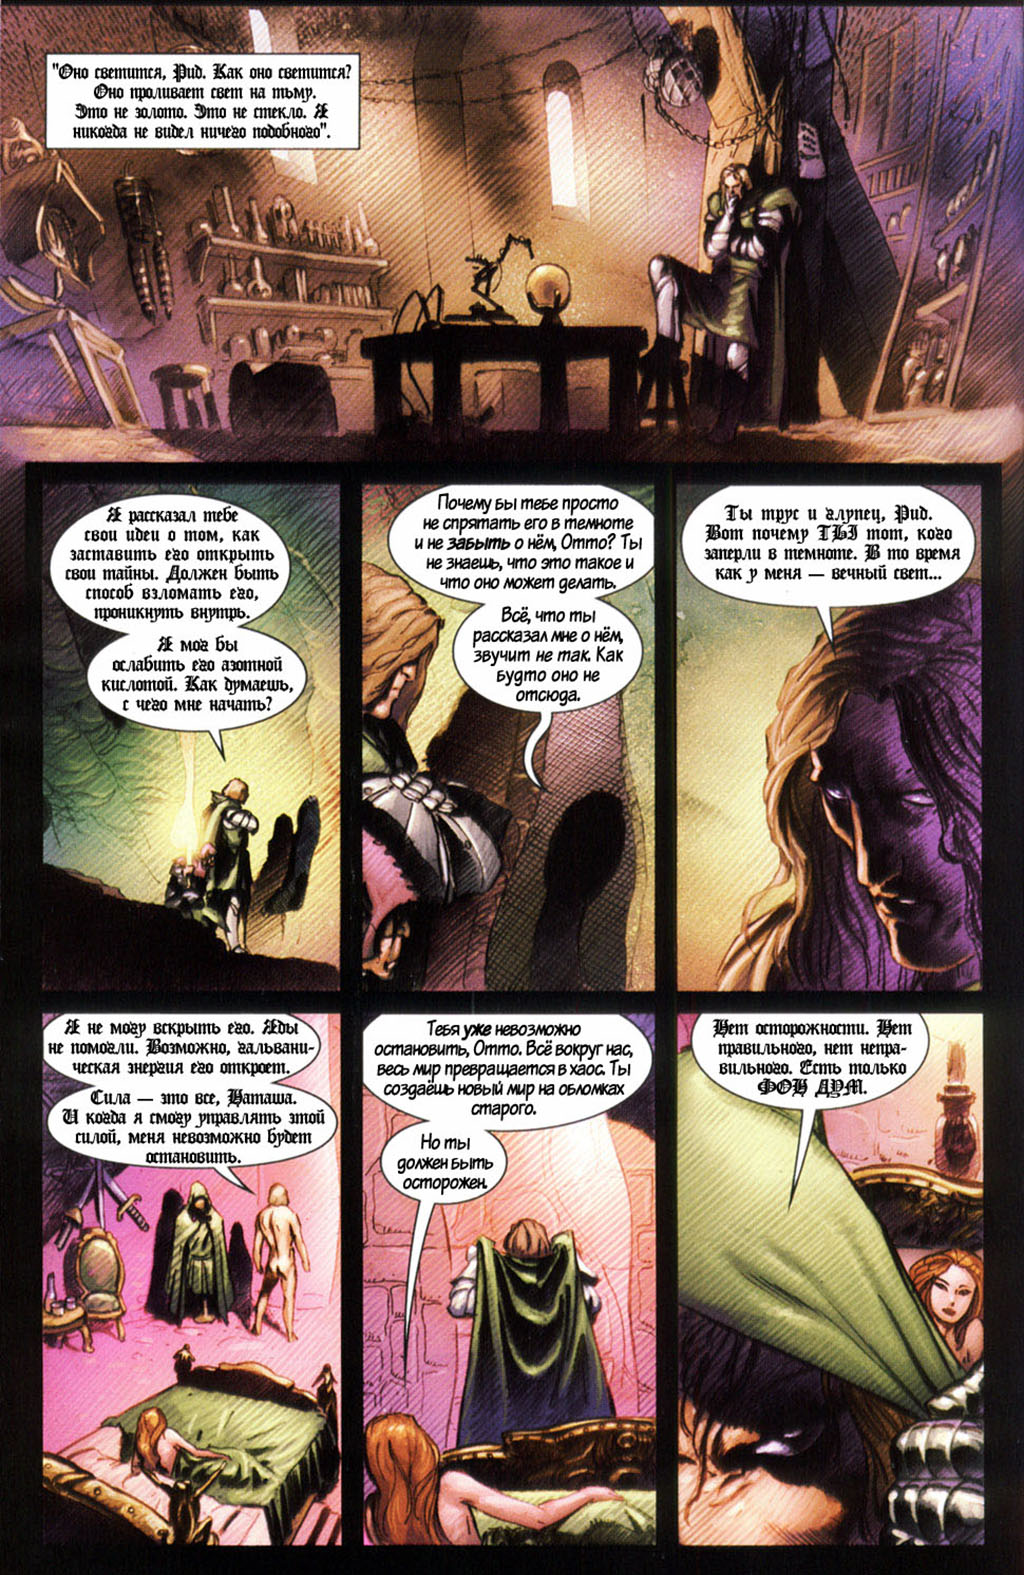 "Оно светится, Рид. Как оно светится?
Оно проливает свет на тьму.
Это не золото. Это не стекло. Я
никогда не видел ничего подобного".
Я рассказал тебе
свои идеи о том, как
заставить его открыть
свои тайны. Должен быть
способ взломать его,
проникнуть внутрь.
Я мог бы
ослабить его азотной
кислотой. Как думаешь,
с чего мне начать?
Почему бы тебе просто
не спрятать его в темноте
и не забыть о нём, Отто? Ты
не знаешь, что это такое и
что оно может делать.
Всё, что ты
рассказал мне о нём,
звучит не так. Как
будто оно не
отсюда.
Ты трус и глупец, Рид.
Вот почему ТЫ тот, кого
заперли в темноте. В то время
как у меня — вечный свет...
Я не могу вскрыть его. Яды
не помогли. Возможно, гальвани-
ческая энергия его откроет.
Сила — это все, Наташа.
И когда я смогу управлять этой
силой, меня невозможно будет
остановить.
Тебя уже невозможно
остановить, Отто. Всё вокруг нас,
весь мир превращается в хаос. Ты
создаёшь новый мир на обломках
старого.
Но ты
должен быть
осторожен.
Нет осторожности. Нет
правильного, нет непра-
вильного. Есть только
ФОН ДУМ.